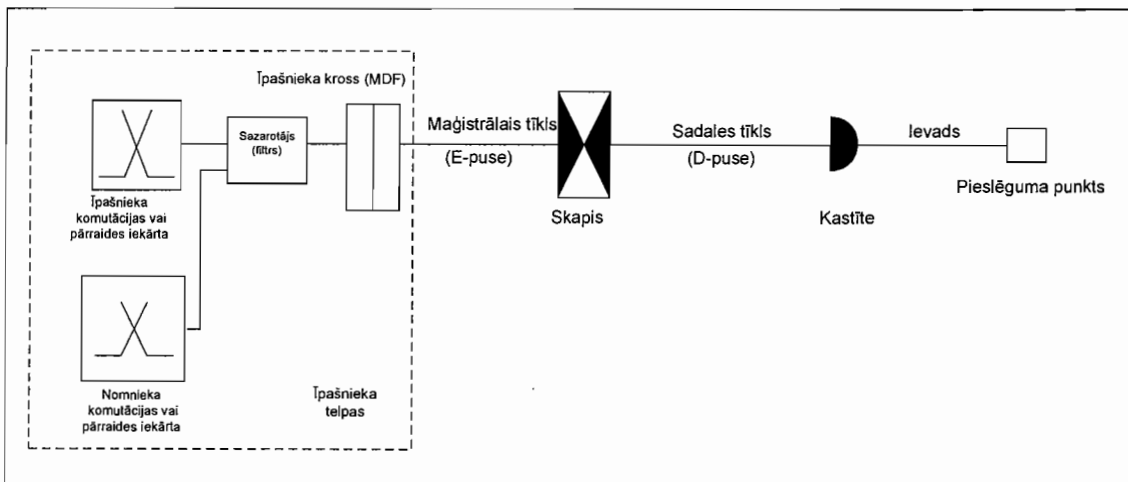 Īpašnieka kross (MDF)
Sazarotājs
(filtrs)
Maģistrālais tīkls
(E-puse)
Sadales tīkls
(D-puse)
Ievads
Īpašnieka
komutācijas vai
pārraides iekārta
Skapis
Kastīte
Pieslēguma punkts
Nomnieka
komutācijas vai
pārraides iekārta
Īpašnieka
telpas